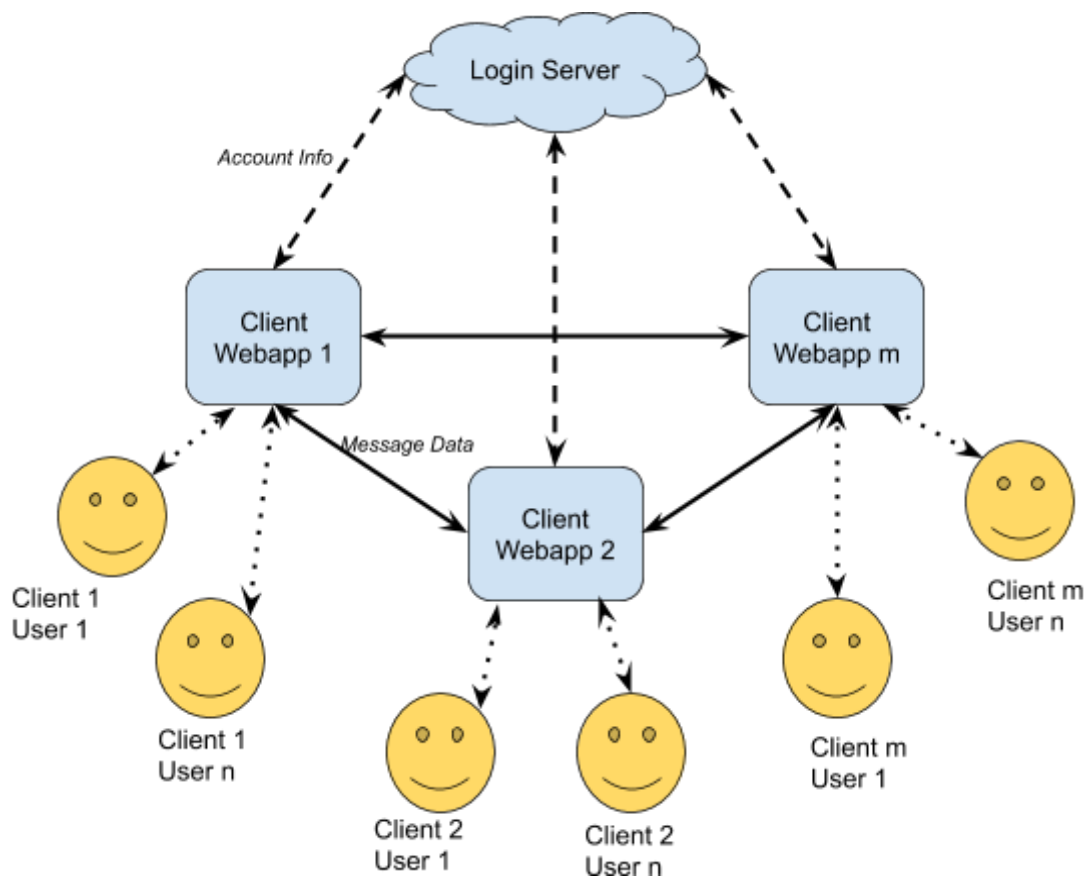 Login Server
Account Info
Client
Webapp 1
Client
Webapp m
Message Data
Client
Webapp 2
Client 1
User 1
Client 1
User n
Client 2
User 1
Client 2
User n
Client m
User 1
Client m
User n